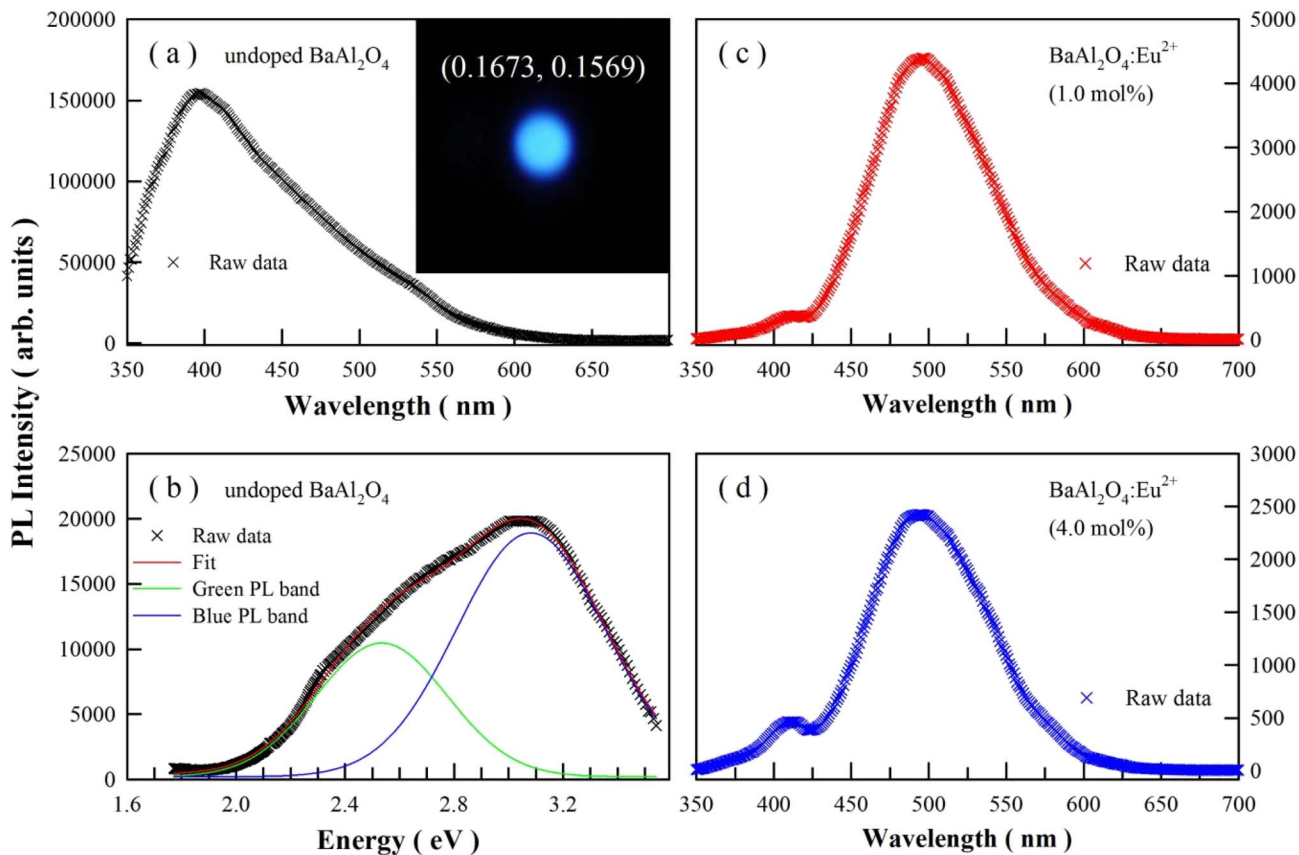 PL Intensity ( arb. units )
( a )
undoped BaAl₂O₄
(0.1673, 0.1569)
× Raw data
200000
150000
100000
50000
0
350 400 450 500 550 600 650
Wavelength ( nm )
( c )
BaAl₂O₄:Eu²⁺
(1.0 mol%)
× Raw data
5000
4000
3000
2000
1000
0
350 400 450 500 550 600 650 700
Wavelength ( nm )
( b )
undoped BaAl₂O₄
× Raw data
Fit
Green PL band
Blue PL band
25000
20000
15000
10000
5000
0
1.6 2.0 2.4 2.8 3.2
Energy ( eV )
( d )
BaAl₂O₄:Eu²⁺
(4.0 mol%)
× Raw data
3000
2500
2000
1500
1000
500
0
350 400 450 500 550 600 650 700
Wavelength ( nm )